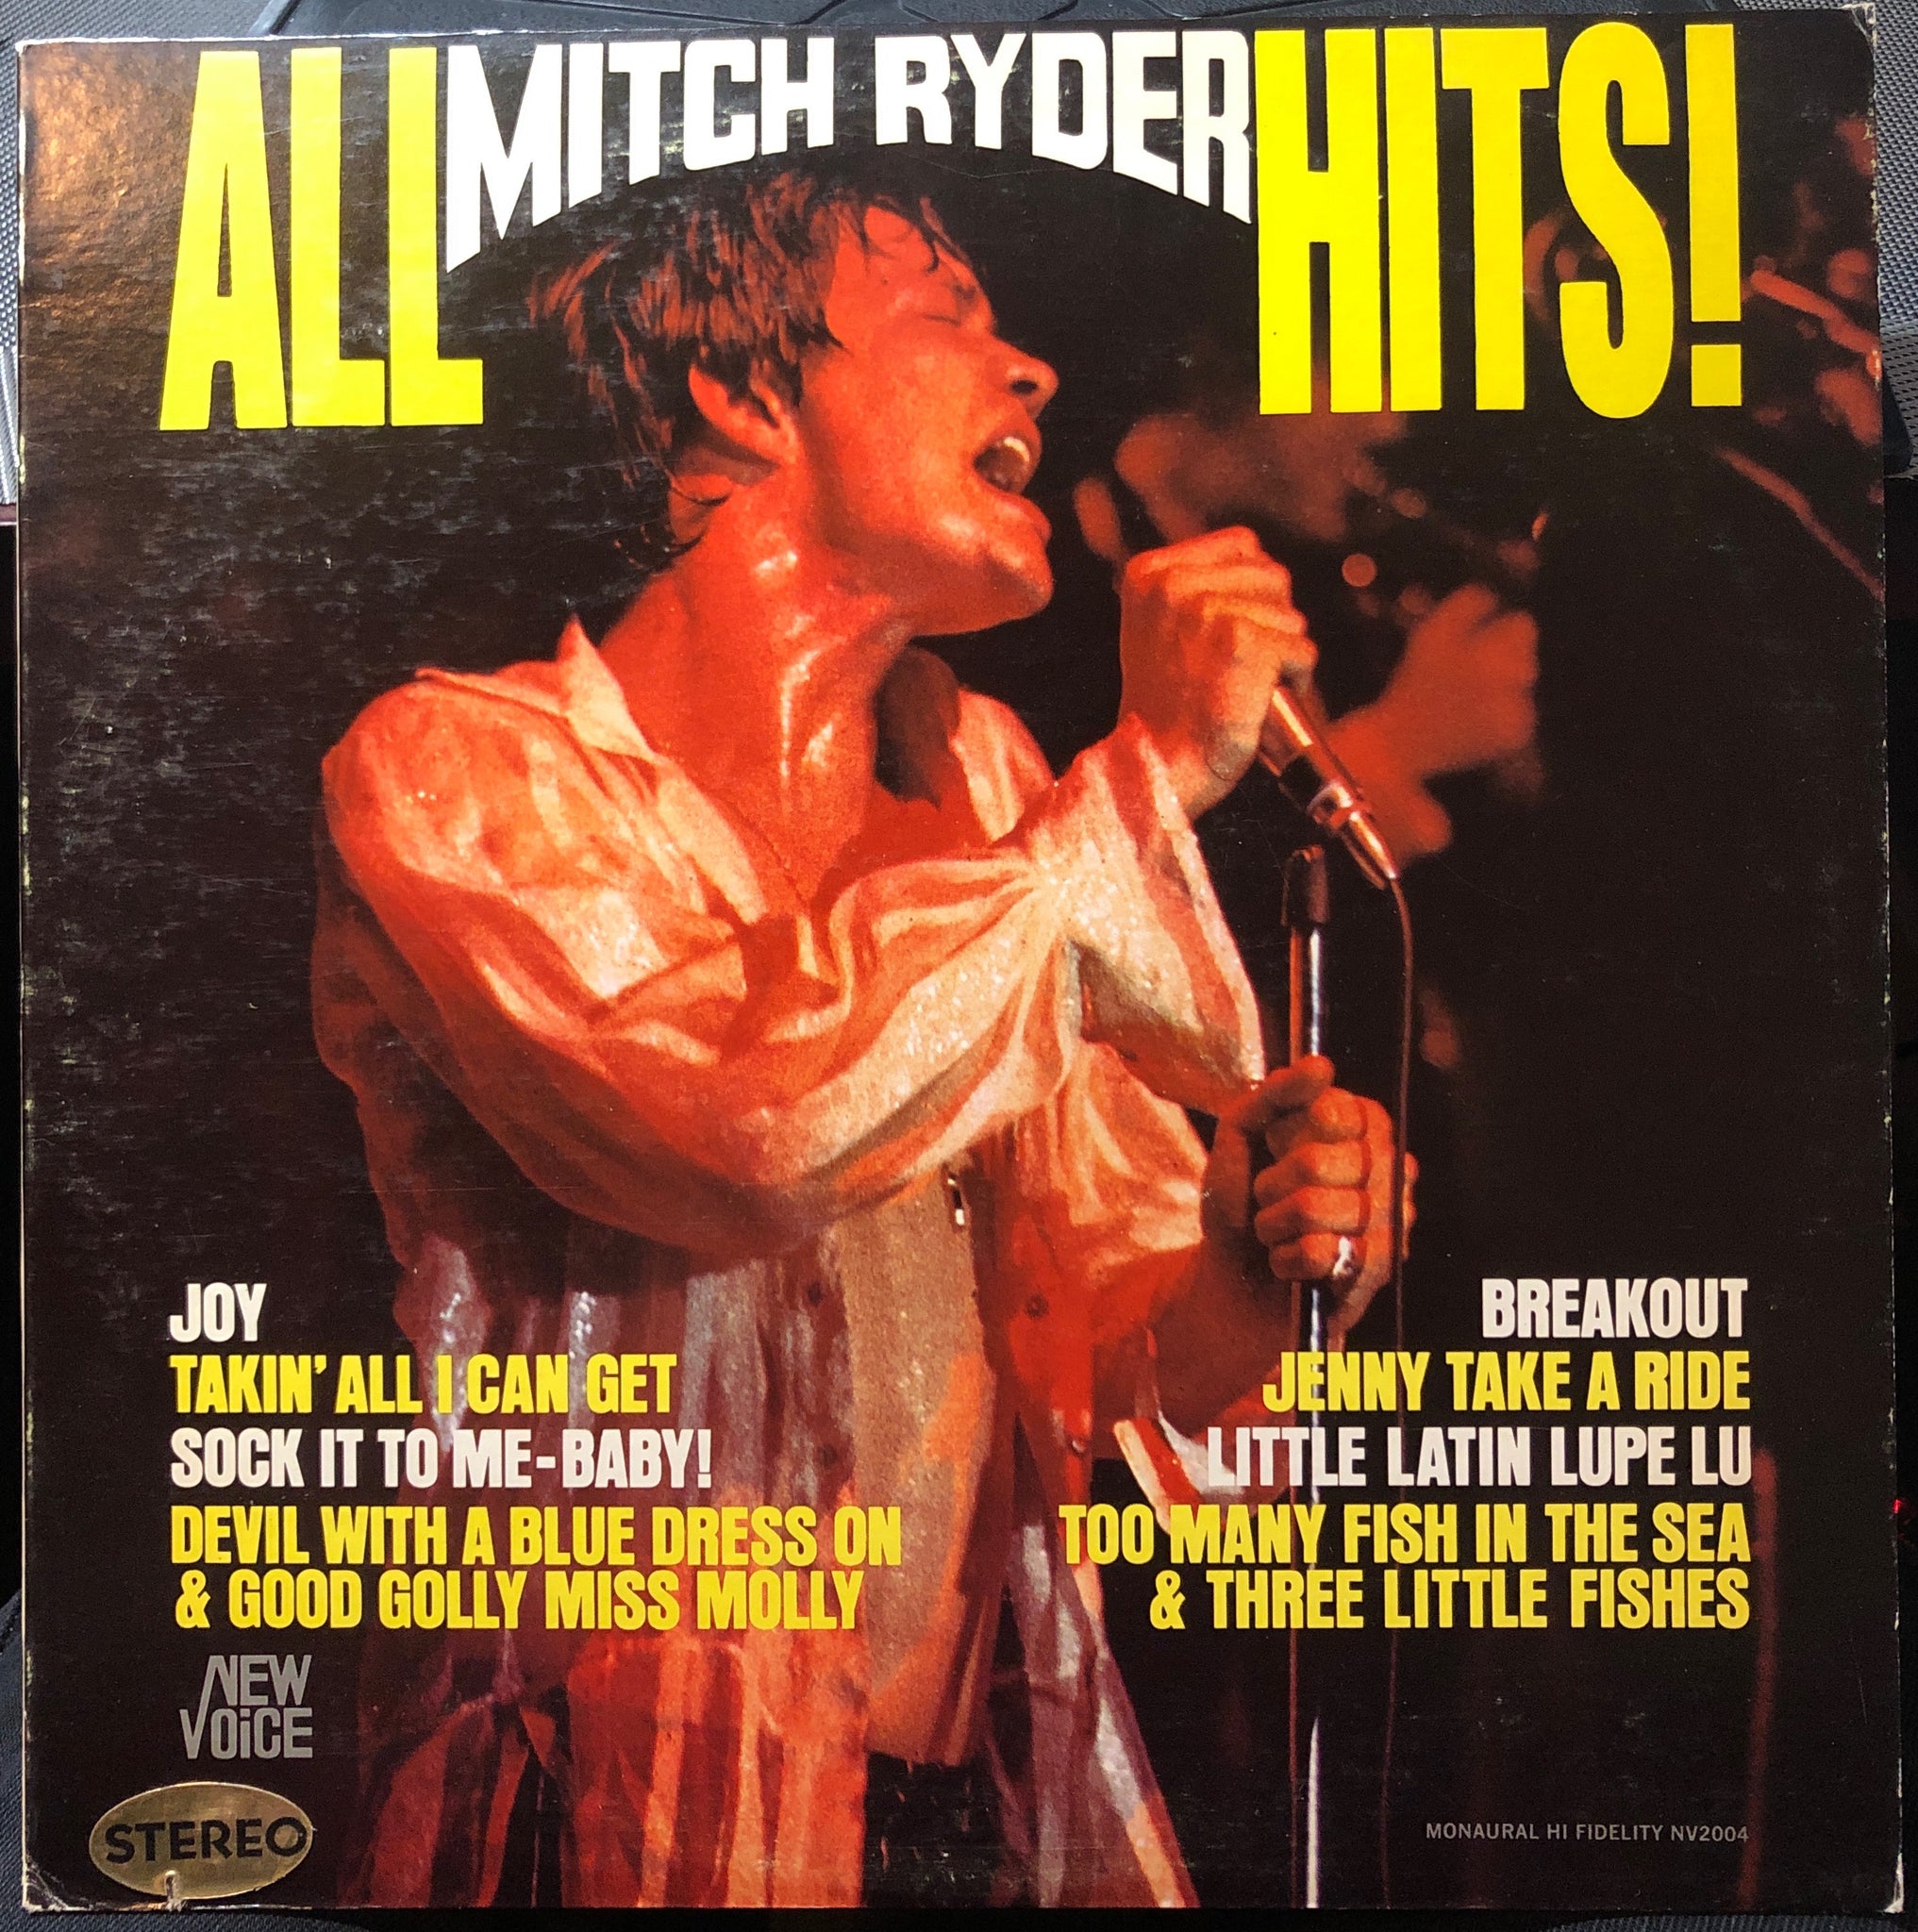 ALL MITCH RYDER HITS!
JOY
TAKIN' ALL I CAN GET
SOCK IT TO ME-BABY!
DEVIL WITH A BLUE DRESS ON
& GOOD GOLLY MISS MOLLY
BREAKOUT
JENNY TAKE A RIDE
LITTLE LATIN LUPE LU
TOO MANY FISH IN THE SEA
& THREE LITTLE FISHES
NEW
VOiCE
STEREO
MONAURAL HI FIDELITY NV2004